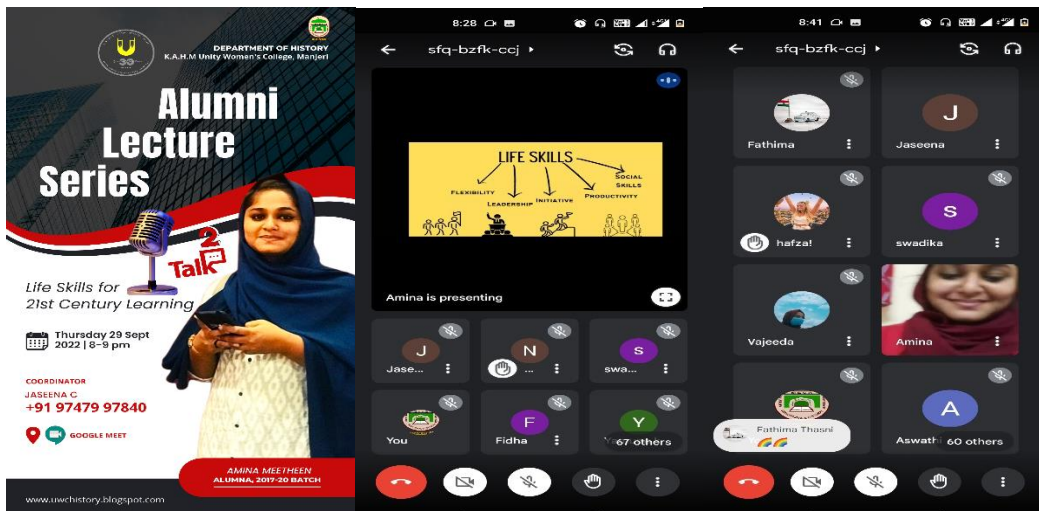 DEPARTMENT OF HISTORY
K.A.H.M Unity Women's College, Manjeri
33
Alumni
Lecture
Series
2
Talk
Life Skills for
21st Century Learning
Thursday 29 Sept
2022 | 8-9 pm
COORDINATOR
JASEENA C
+91 97479 97840
GOOGLE MEET
AMINA MEETHEEN
ALUMNA, 2017-20 BATCH
www.uwchistory.blogspot.com
8:28
sfq-bzfk-ccj
LIFE SKILLS
FLEXIBILITY
LEADERSHIP
INITIATIVE
PRODUCTIVITY
SOCIAL
SKILLS
Amina is presenting
J
Jase...
N
...
s
swa...
You
F
Fidha
Y
67 others
8:41
sfq-bzfk-ccj
Fathima
J
Jaseena
hafza!
S
swadika
Vajeeda
Amina
Fathima Thasni
A
Aswathi
60 others